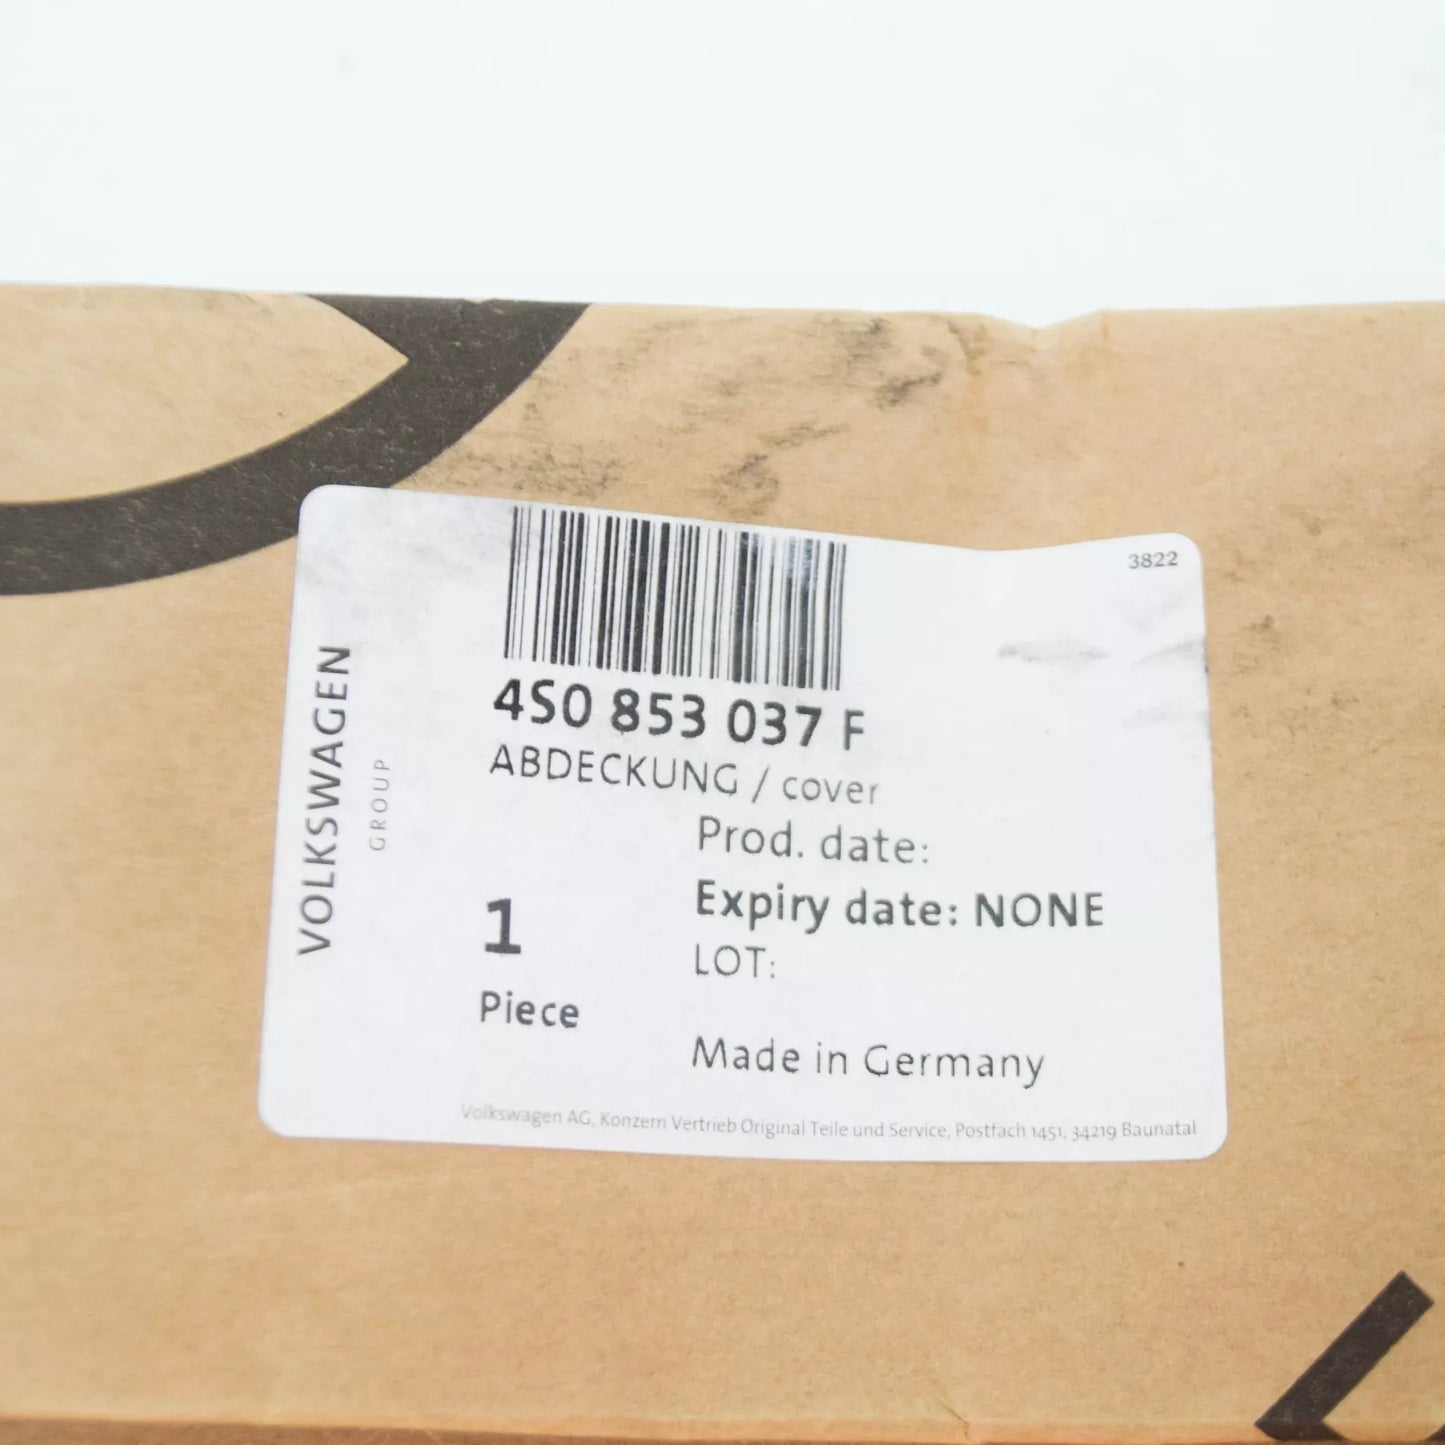 3822
VOLKSWAGEN
GROUP
4S0 853 037 F
ABDECKUNG / cover
Prod. date:
Expiry date: NONE
LOT:
1
Piece
Made in Germany
Volkswagen AG, Konzern Vertrieb Original Teile und Service, Postfach 1451, 34219 Baunatal